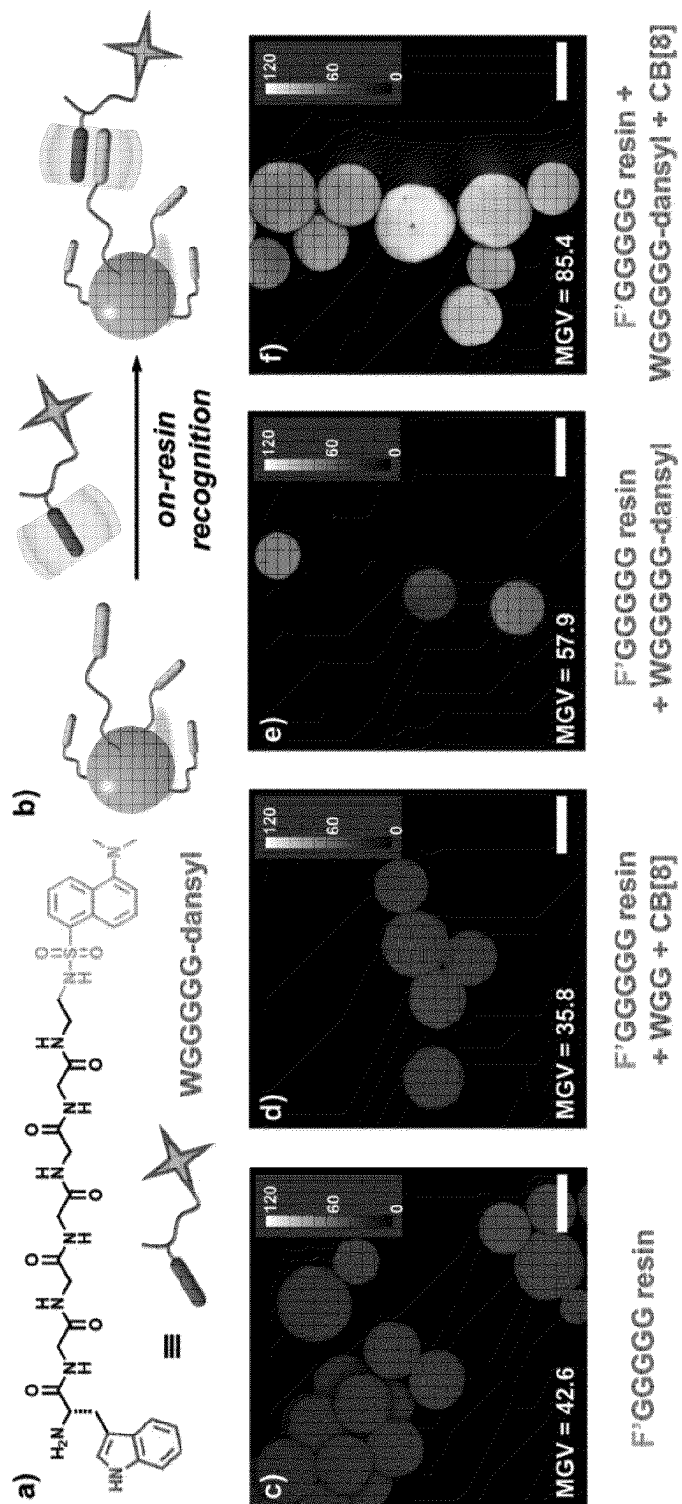 a)
H₂N
HN
O
N
H
O
H
N
O
N
H
O
H
N
O
N
H
O
H
N
N
H
O
S
O
N
≡
WGGGGG-dansyl
b)
on-resin
recognition
c)
120
60
0
MGV = 42.6
F'GGGGG resin
d)
120
60
0
MGV = 35.8
F'GGGGG resin
+ WGG + CB[8]
e)
120
60
0
MGV = 57.9
F'GGGGG resin
+ WGGGGG-dansyl
f)
120
60
0
MGV = 85.4
F'GGGGG resin +
WGGGGG-dansyl + CB[8]